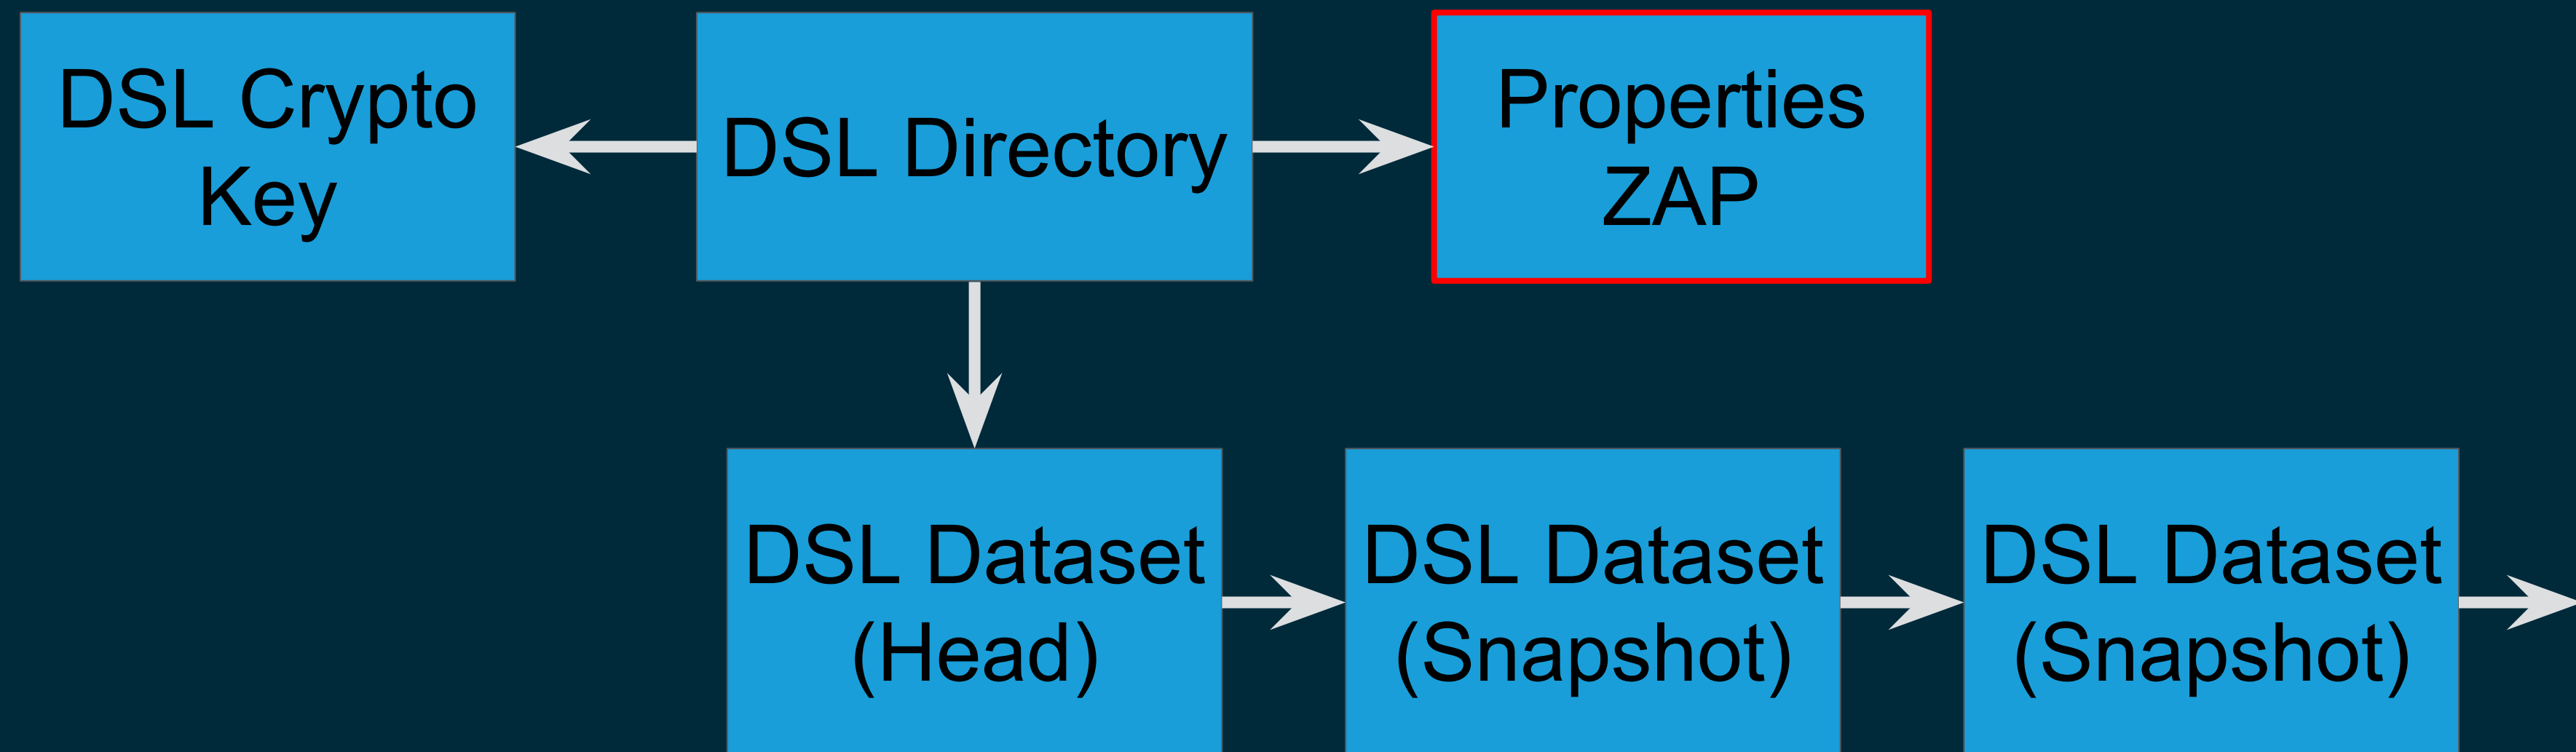 DSL Crypto
Key
DSL Directory
Properties
ZAP
DSL Dataset
(Head)
DSL Dataset
(Snapshot)
DSL Dataset
(Snapshot)